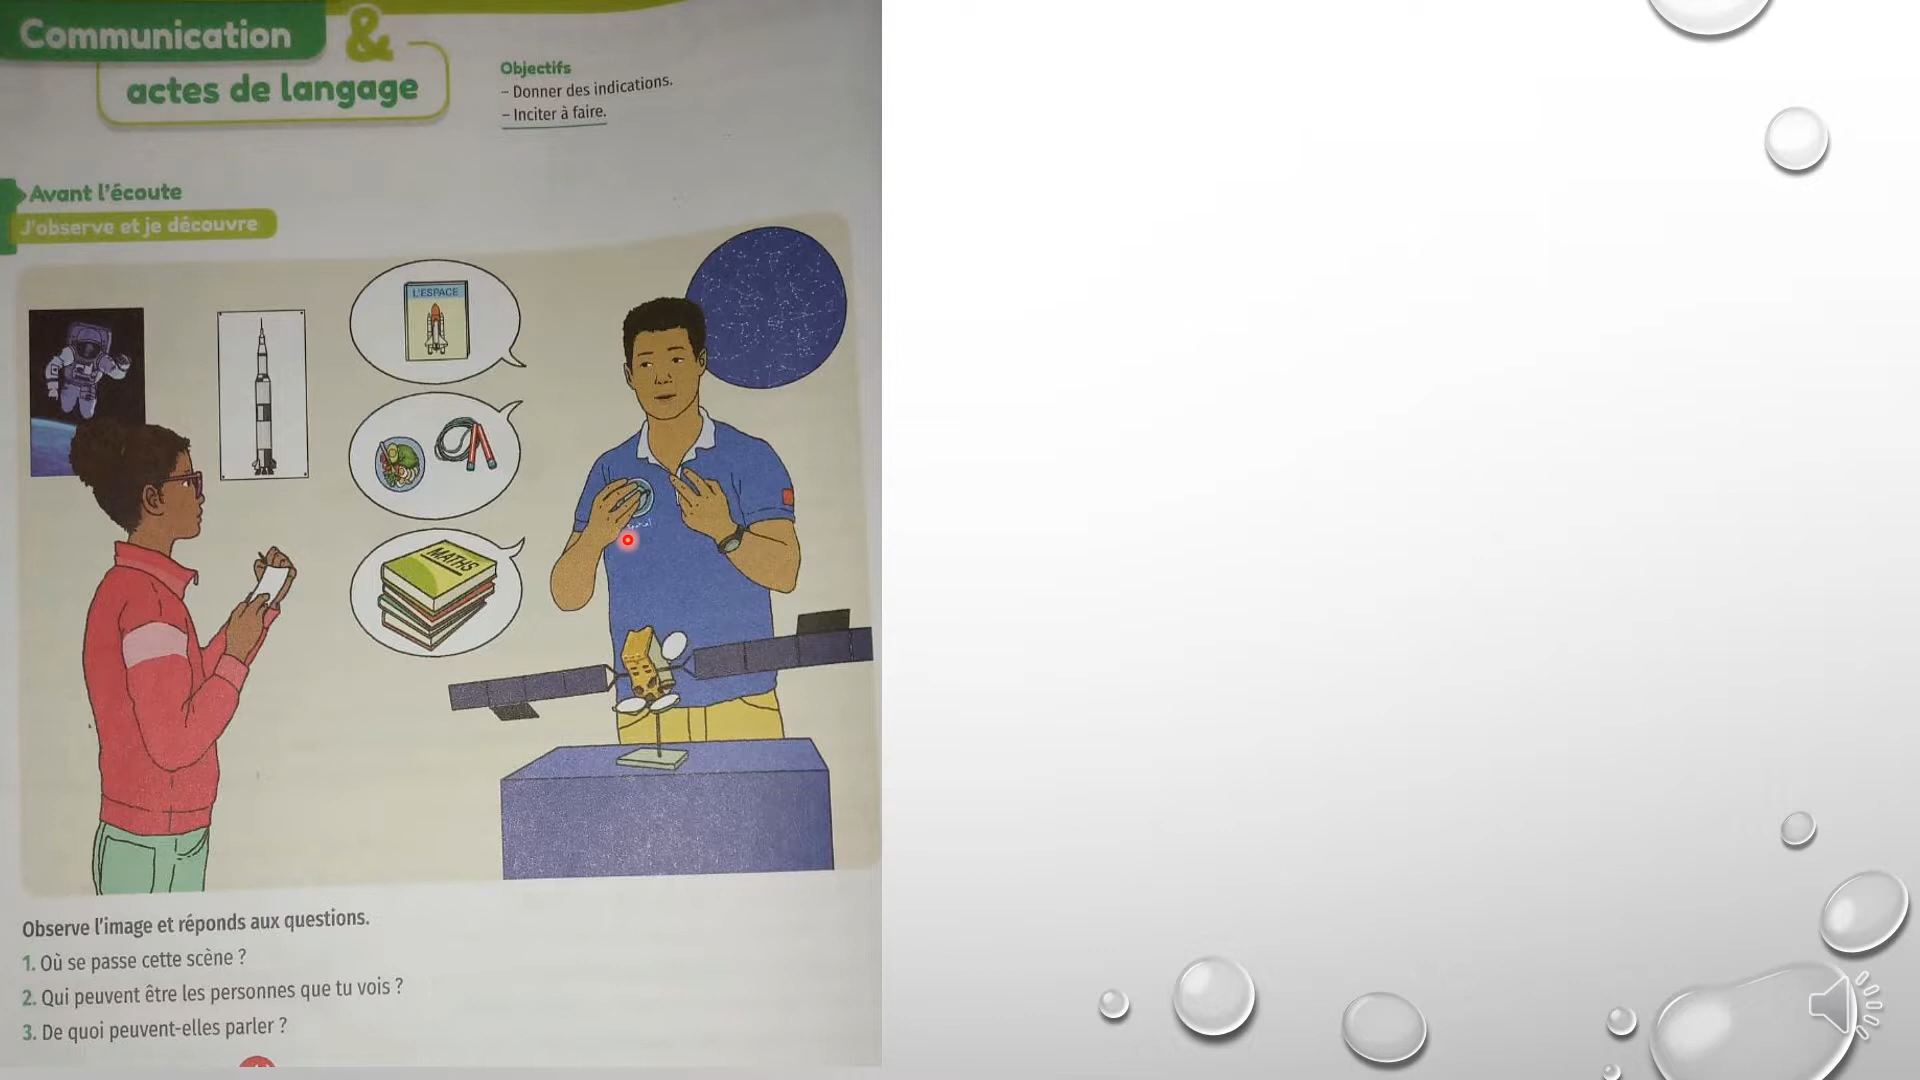 Communication &
actes de langage
Objectifs
– Donner des indications.
– Inciter à faire.
Avant l'écoute
J'observe et je découvre
L'ESPACE
MATHS
Observe l'image et réponds aux questions.
1. Où se passe cette scène ?
2. Qui peuvent être les personnes que tu vois ?
3. De quoi peuvent-elles parler ?